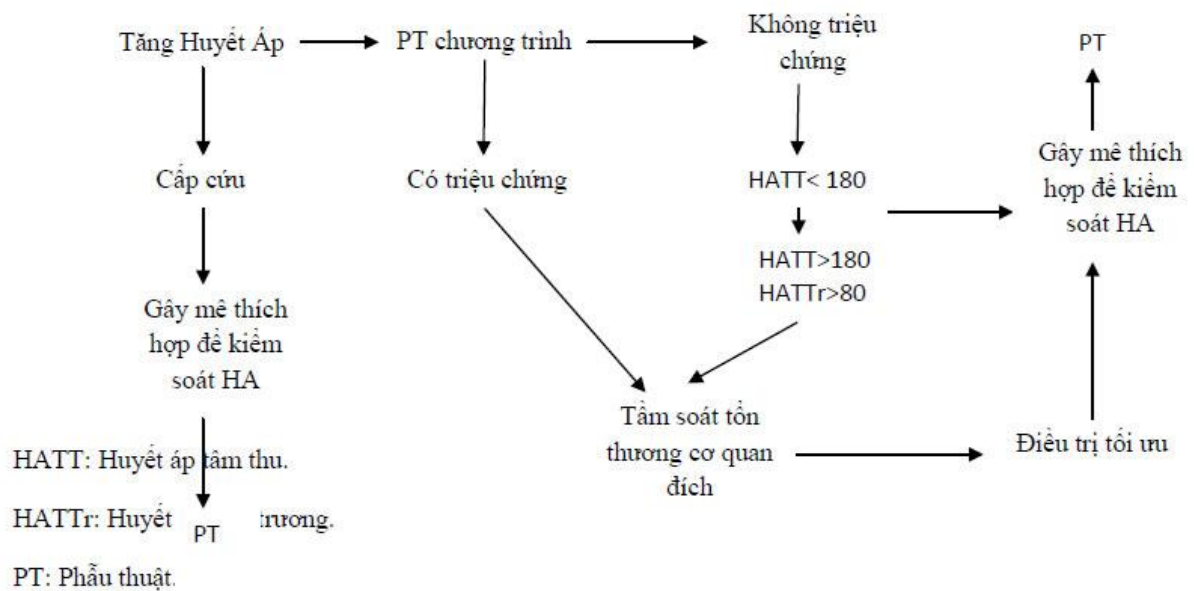 Tăng Huyết Áp
PT chương trình
Không triệu
chứng
PT
Cấp cứu
Có triệu chứng
HATT< 180
Gây mê thích
hợp để kiểm
soát HA
HATT>180
HATTr>80
Gây mê thích
hợp để kiểm
soát HA
Tầm soát tổn
thương cơ quan
đích
Điều trị tối ưu
HATT: Huyết áp tâm thu.
HATTr: Huyết trương.
PT
PT: Phẫu thuật.